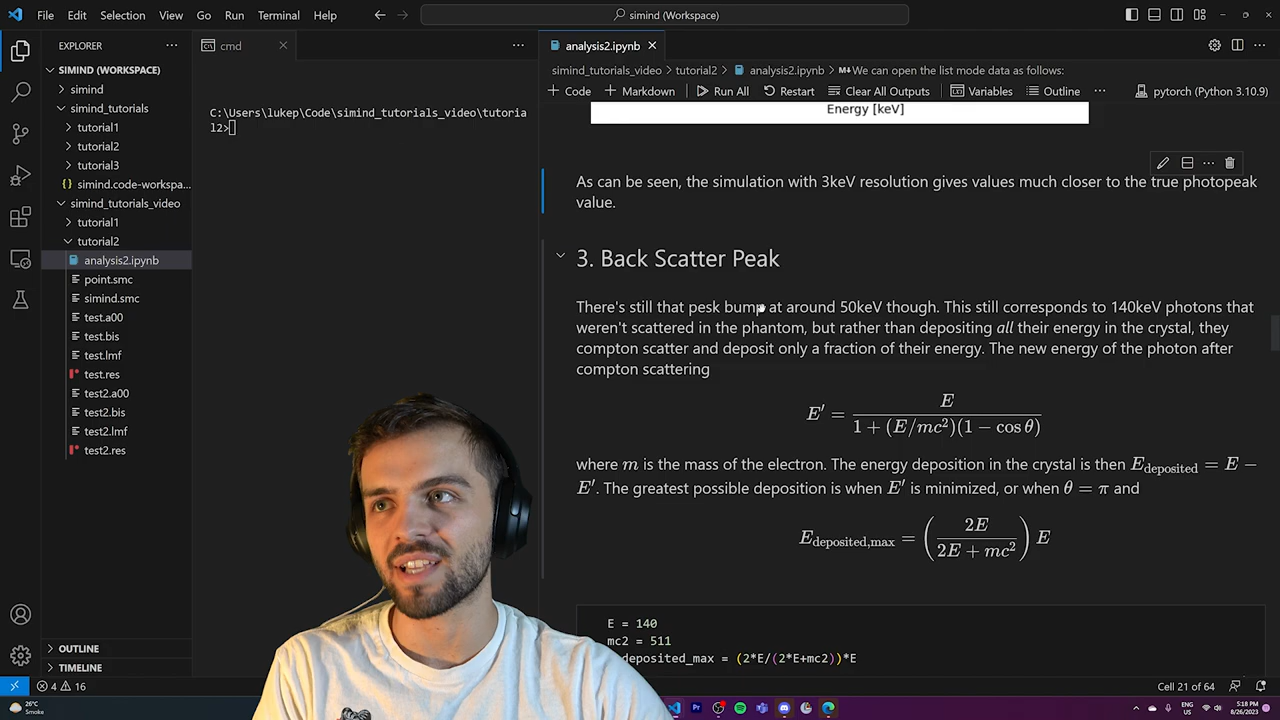 File Edit Selection View Go Run Terminal Help
simind (Workspace)
EXPLORER
SIMIND (WORKSPACE)
simind
simind_tutorials
tutorial1
tutorial2
tutorial3
simind.code-workspa...
simind_tutorials_video
tutorial1
tutorial2
analysis2.ipynb
point.smc
simind.smc
test.a00
test.bis
test.lmf
test.res
test2.a00
test2.bis
test2.lmf
test2.res
OUTLINE
TIMELINE
cmd
C:\Users\lukep\Code\simind_tutorials_video\tutoria
l2>
analysis2.ipynb
simind_tutorials_video > tutorial2 > analysis2.ipynb > We can open the list mode data as follows:
+ Code + Markdown Run All Restart Clear All Outputs Variables Outline ... pytorch (Python 3.10.9)
Energy [keV]
As can be seen, the simulation with 3keV resolution gives values much closer to the true photopeak
value.
3. Back Scatter Peak
There's still that pesk bump at around 50keV though. This still corresponds to 140keV photons that
weren't scattered in the phantom, but rather than depositing all their energy in the crystal, they
compton scatter and deposit only a fraction of their energy. The new energy of the photon after
compton scattering
E′ = E / (1 + (E/mc²)(1 − cos θ))
where m is the mass of the electron. The energy deposition in the crystal is then E_deposited = E −
E′. The greatest possible deposition is when E′ is minimized, or when θ = π and
E_deposited,max = (2E / (2E + mc²)) E
E = 140
mc2 = 511
deposited_max = (2*E/(2*E+mc2))*E
4 16
Cell 21 of 64
26°C
Smoke
ENG
US
5:18 PM
8/26/2023